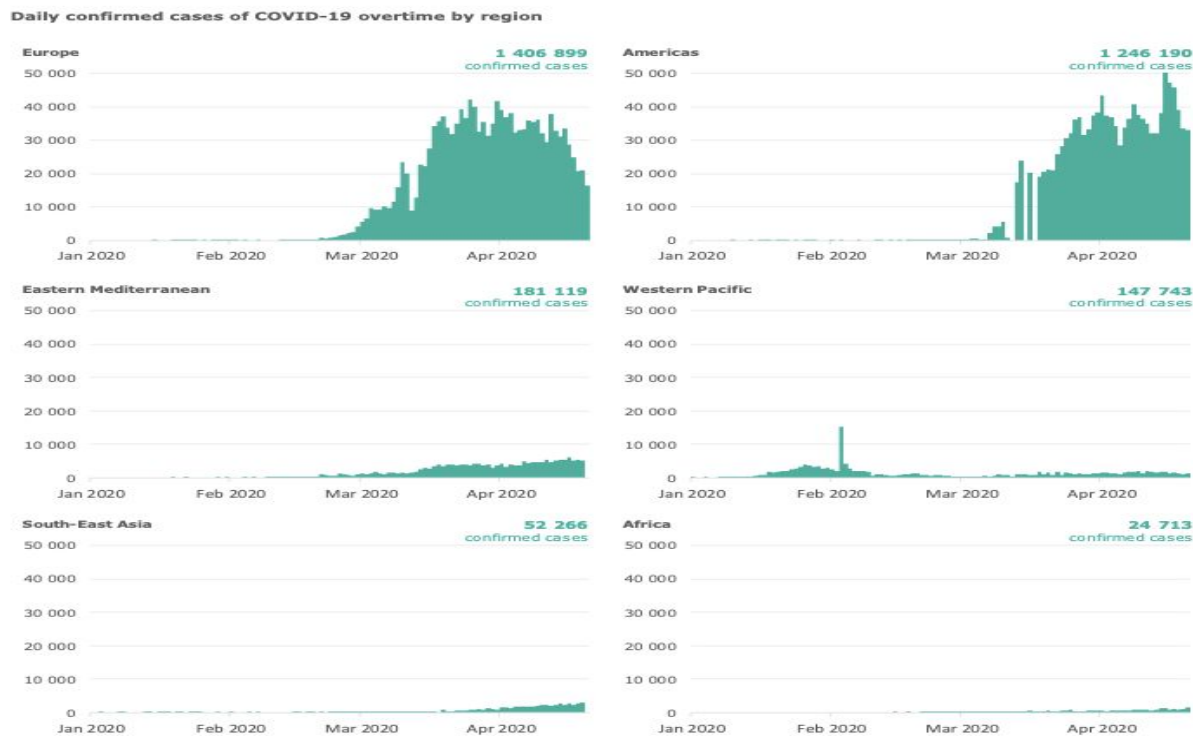 Daily confirmed cases of COVID-19 overtime by region
Europe
1 406 899
confirmed cases
50 000
40 000
30 000
20 000
10 000
0
Jan 2020 Feb 2020 Mar 2020 Apr 2020
Americas
1 246 190
confirmed cases
50 000
40 000
30 000
20 000
10 000
0
Jan 2020 Feb 2020 Mar 2020 Apr 2020
Eastern Mediterranean
181 119
confirmed cases
50 000
40 000
30 000
20 000
10 000
0
Jan 2020 Feb 2020 Mar 2020 Apr 2020
Western Pacific
147 743
confirmed cases
50 000
40 000
30 000
20 000
10 000
0
Jan 2020 Feb 2020 Mar 2020 Apr 2020
South-East Asia
52 266
confirmed cases
50 000
40 000
30 000
20 000
10 000
0
Jan 2020 Feb 2020 Mar 2020 Apr 2020
Africa
24 713
confirmed cases
50 000
40 000
30 000
20 000
10 000
0
Jan 2020 Feb 2020 Mar 2020 Apr 2020